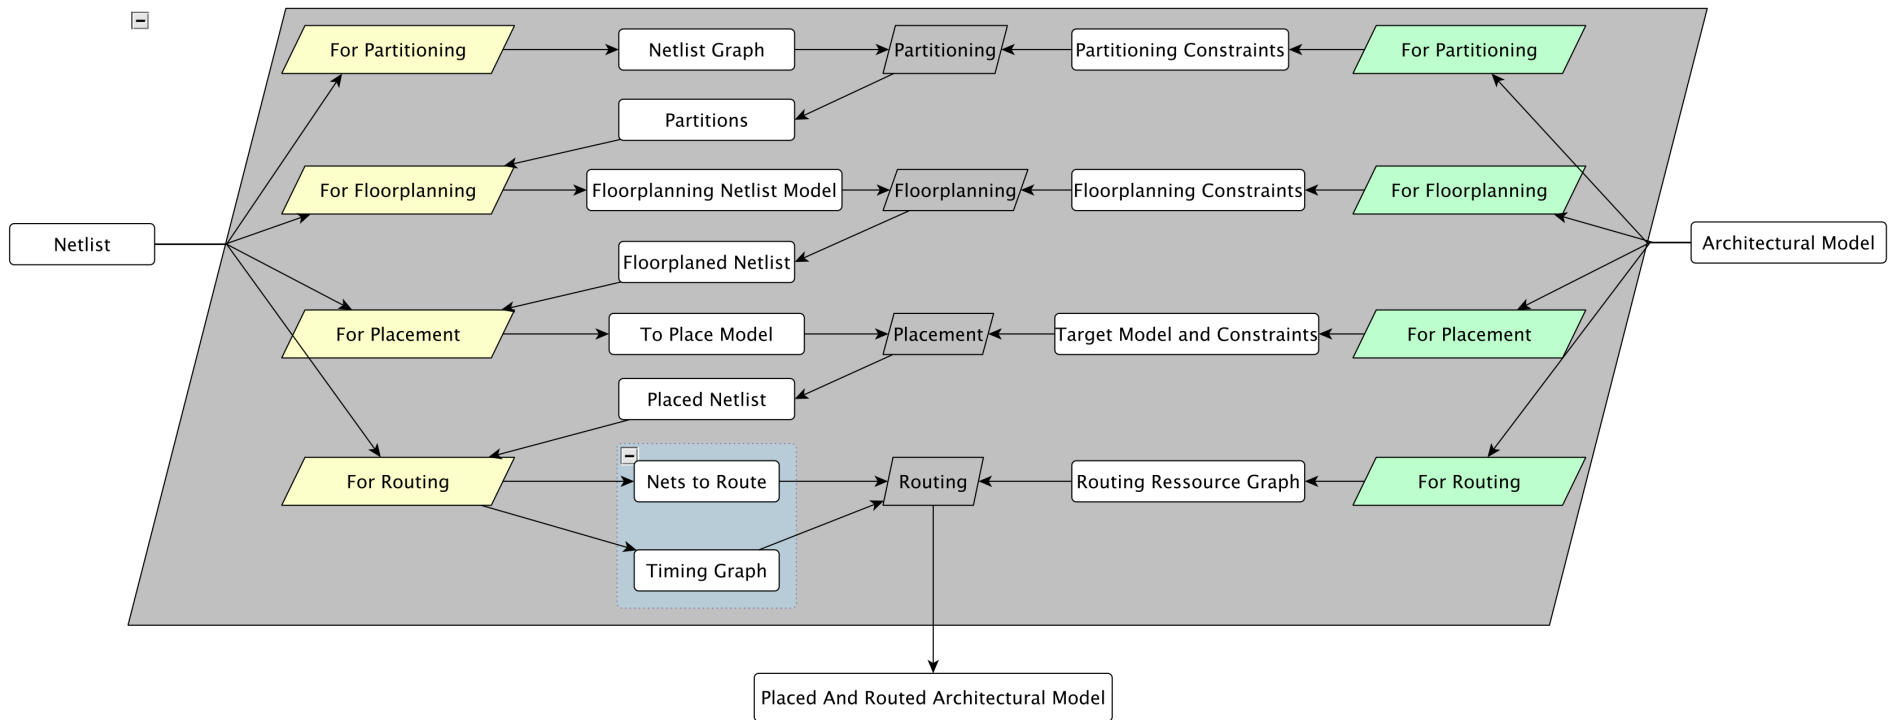 For Partitioning
Netlist Graph
Partitioning
Partitioning Constraints
For Partitioning
Partitions
For Floorplanning
Floorplanning Netlist Model
Floorplanning
Floorplanning Constraints
For Floorplanning
Netlist
Architectural Model
Floorplaned Netlist
For Placement
To Place Model
Placement
Target Model and Constraints
For Placement
Placed Netlist
For Routing
Nets to Route
Routing
Routing Ressource Graph
For Routing
Timing Graph
Placed And Routed Architectural Model